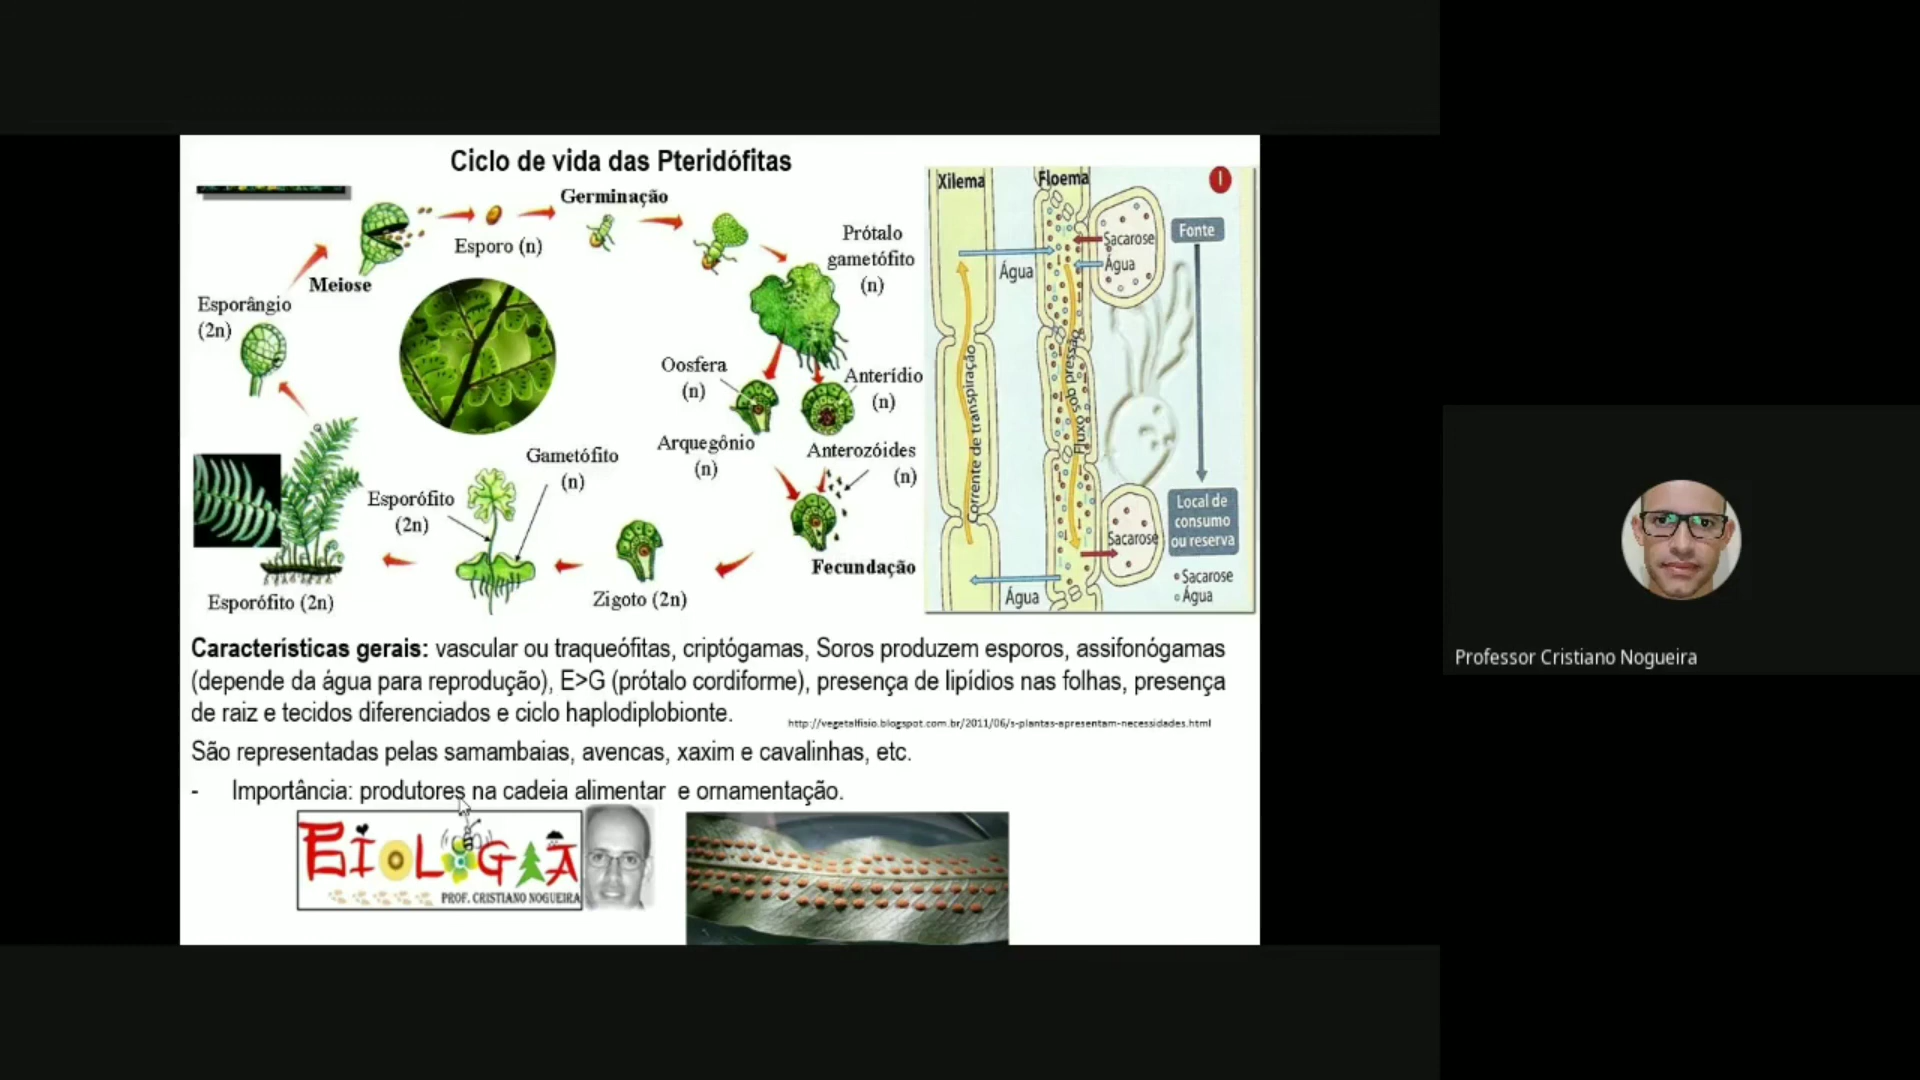 Ciclo de vida das Pteridófitas
Germinação
Esporo (n)
Prótalo
gametófito
(n)
Meiose
Esporângio
(2n)
Oosfera
(n)
Anterídio
(n)
Arquegônio
(n)
Anterozóides
(n)
Gametófito
(n)
Esporófito
(2n)
Fecundação
Zigoto (2n)
Esporófito (2n)
Xilema
Floema
I
Fonte
Sacarose
Água
Água
Corrente de transpiração
Fluxo sob pressão
Local de
consumo
ou reserva
Sacarose
Água
Sacarose
Água
Características gerais: vascular ou traqueófitas, criptógamas, Soros produzem esporos, assifonógamas
(depende da água para reprodução), E>G (prótalo cordiforme), presença de lipídios nas folhas, presença
de raiz e tecidos diferenciados e ciclo haplodiplobionte.
http://vegetalfisio.blogspot.com.br/2011/06/s-plantas-apresentam-necessidades.html
São representadas pelas samambaias, avencas, xaxim e cavalinhas, etc.
- Importância: produtores na cadeia alimentar e ornamentação.
BIOLOGIA
PROF. CRISTIANO NOGUEIRA
Professor Cristiano Nogueira